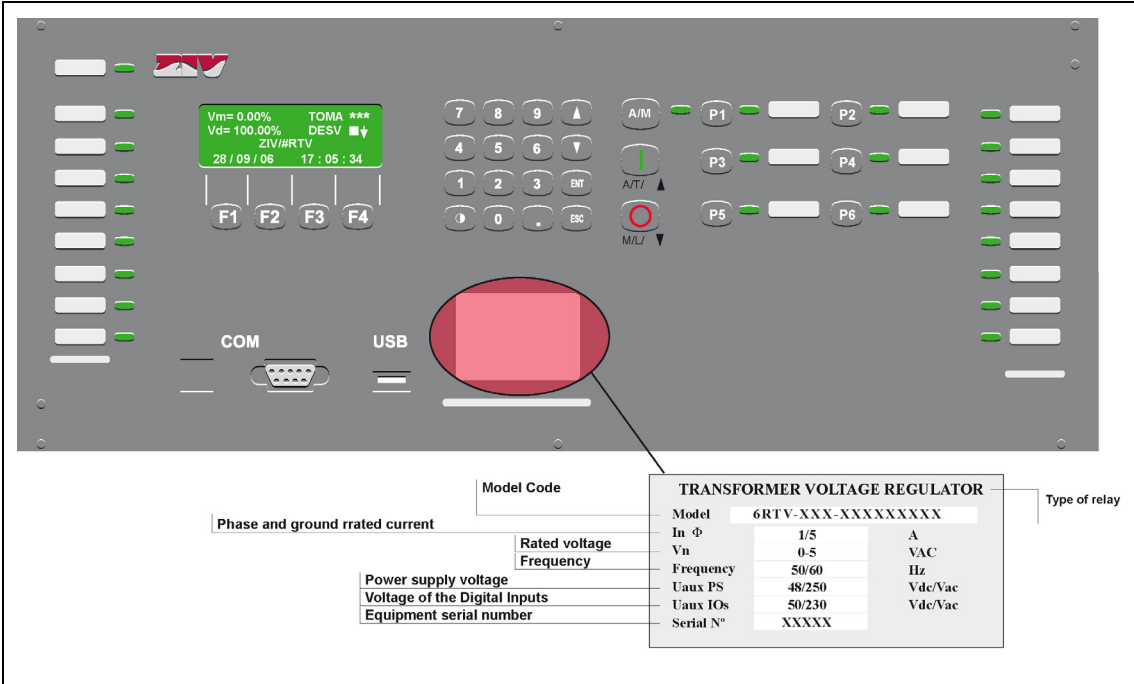 ZIV
Vm= 0.00% TOMA ***
Vd= 100.00% DESV
ZIV/#RTV
28 / 09 / 06 17 : 05 : 34
F1 F2 F3 F4
7 8 9
4 5 6
1 2 3 ENT
0 . ESC
A/M
A/T/
M/L/
P1 P2
P3 P4
P5 P6
COM
USB
Model Code
Phase and ground rrated current
Rated voltage
Frequency
Power supply voltage
Voltage of the Digital Inputs
Equipment serial number
TRANSFORMER VOLTAGE REGULATOR
Model 6RTV-XXX-XXXXXXXXX
In Φ 1/5 A
Vn 0-5 VAC
Frequency 50/60 Hz
Uaux PS 48/250 Vdc/Vac
Uaux IOs 50/230 Vdc/Vac
Serial Nº XXXXX
Type of relay